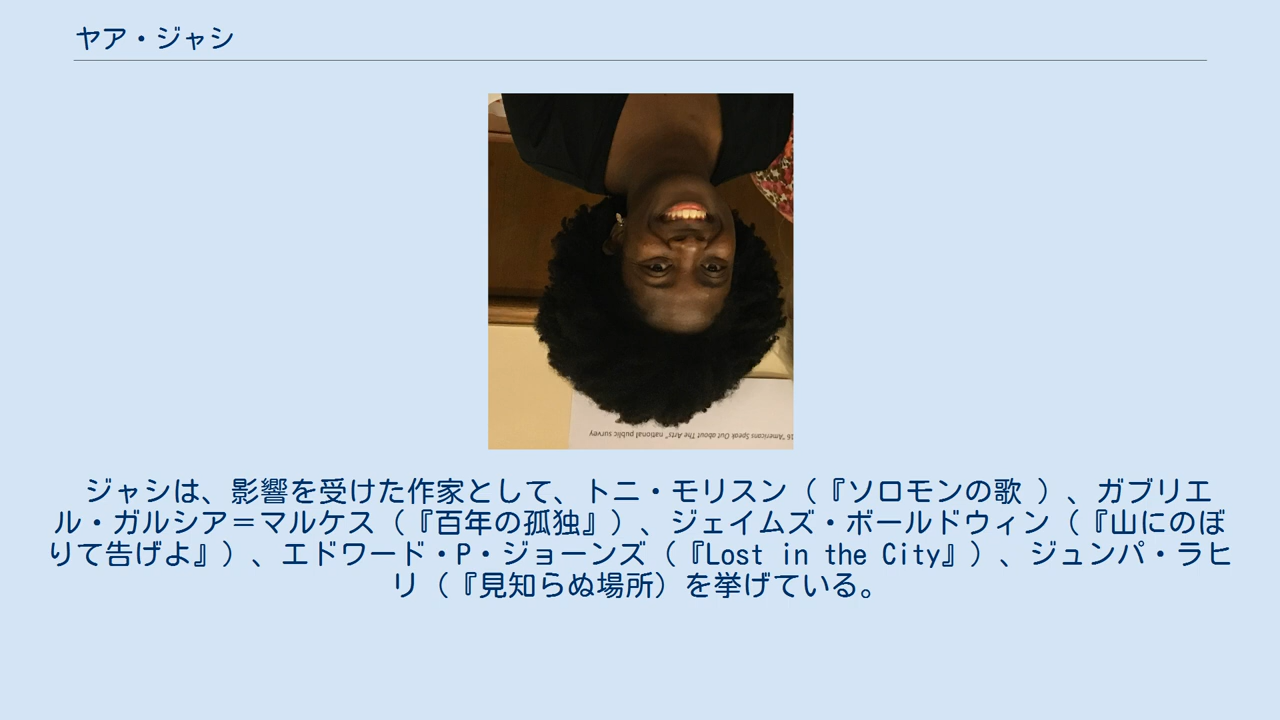 ヤア・ジャシ
16 "Americans Speak Out about The Arts" national public survey
ジャシは、影響を受けた作家として、トニ・モリスン（『ソロモンの歌 ）、ガブリエ
ル・ガルシア＝マルケス（『百年の孤独』）、ジェイムズ・ボールドウィン（『山にのぼ
りて告げよ』）、エドワード・P・ジョーンズ（『Lost in the City』）、ジュンパ・ラヒ
リ（『見知らぬ場所）を挙げている。